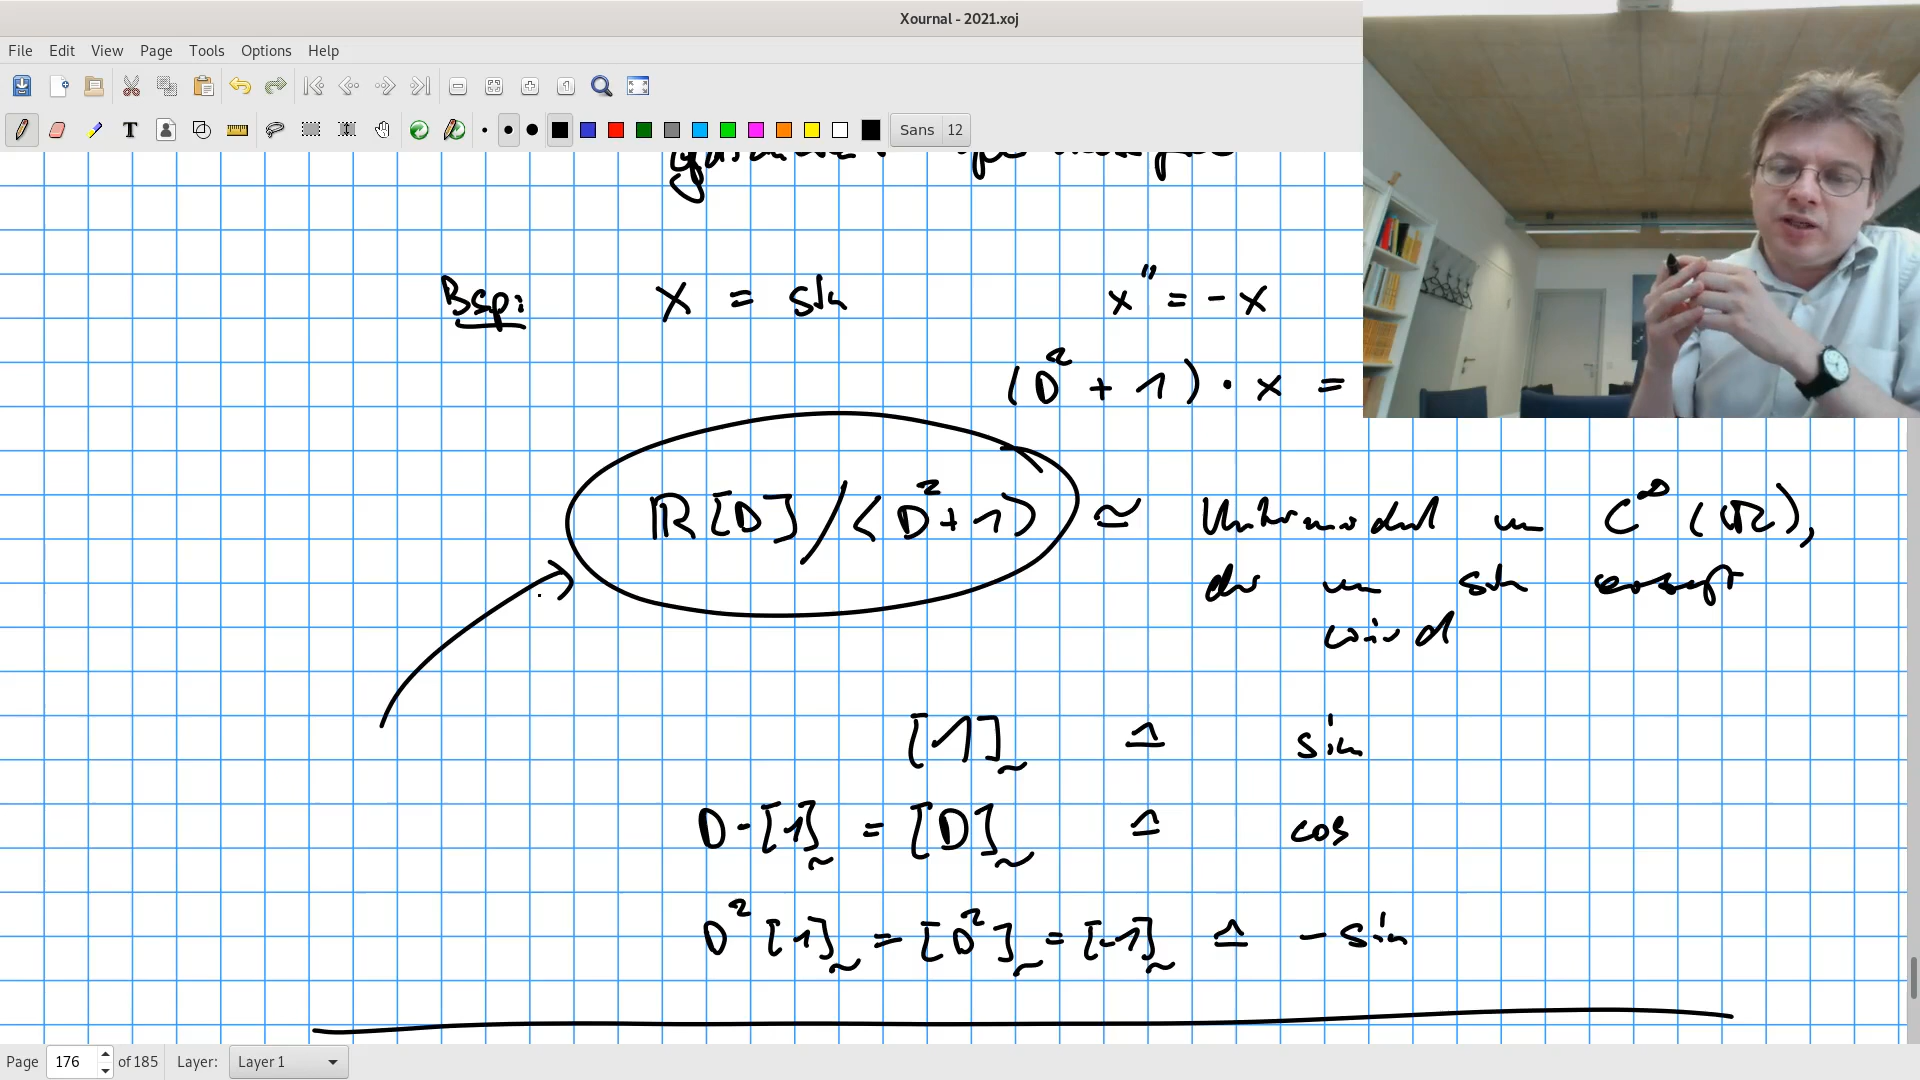 Xournal - 2021.xoj
File Edit View Page Tools Options Help
Sans 12
Bsp: X = sin x'' = - x
(D² + 1) · x =
ℝ[D]/(D²+1) ≃ Untermodul von C^∞(ℝ),
der von sin erzeugt
wird
[1]~ ≙ sin
D·[1]~ = [D]~ ≙ cos
D²[1]~ = [D²]~ = [-1]~ ≙ - sin
Page 176 of 185 Layer: Layer 1